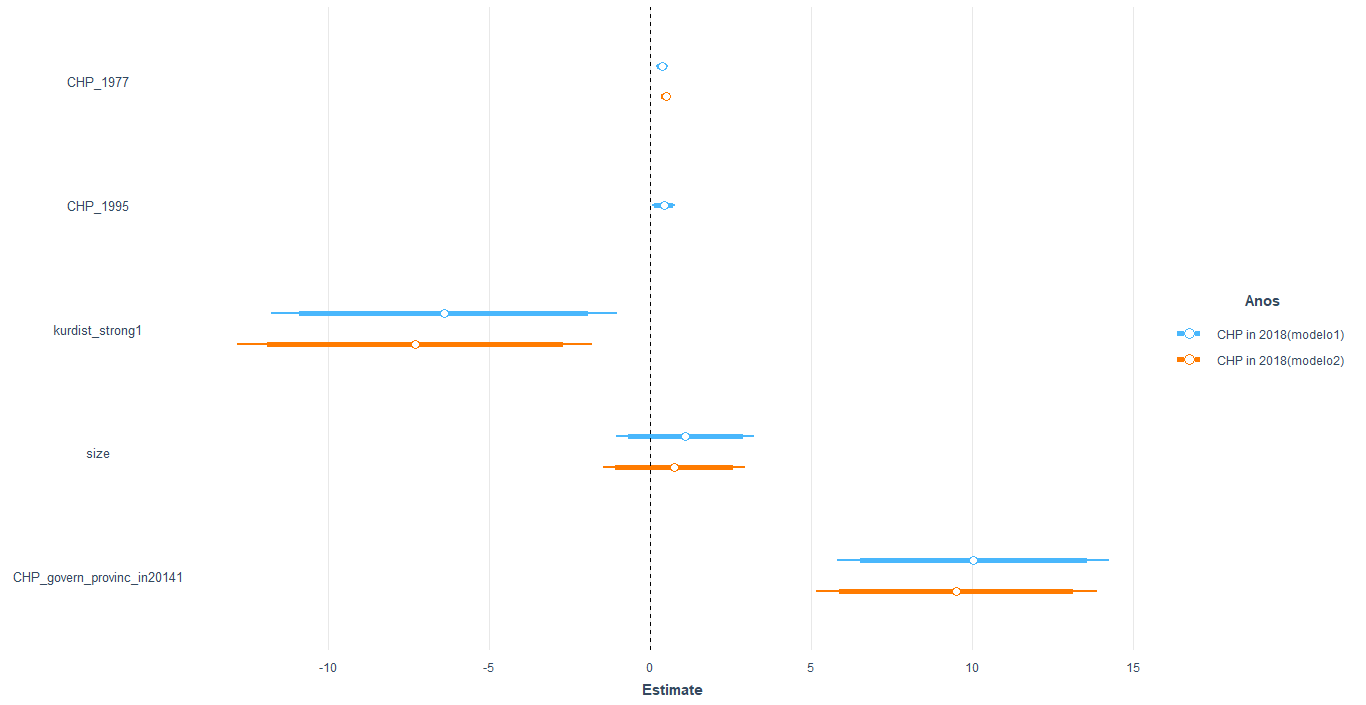 CHP_1977
CHP_1995
kurdist_strong1
size
CHP_govern_provinc_in20141
-10 -5 0 5 10 15
Estimate
Anos
CHP in 2018(modelo1)
CHP in 2018(modelo2)